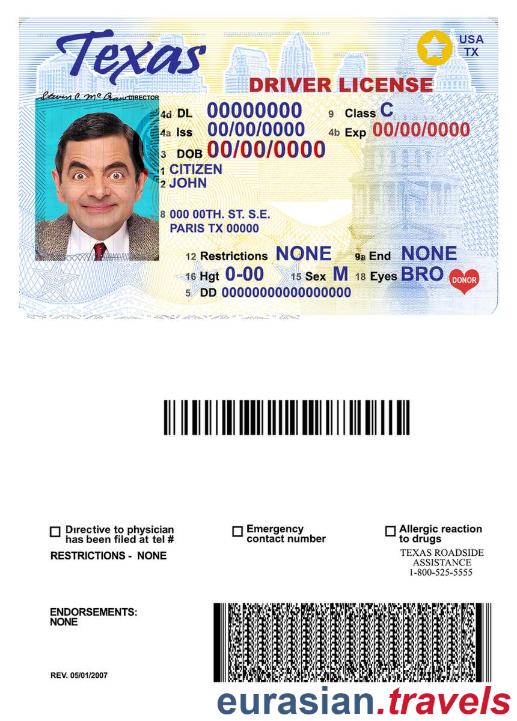 Texas
USA
TX
DRIVER LICENSE
Steven C. McCraw DIRECTOR
4d DL 00000000 9 Class C
4a Iss 00/00/0000 4b Exp 00/00/0000
3 DOB 00/00/0000
1 CITIZEN
2 JOHN
8 000 00TH. ST. S.E.
PARIS TX 00000
12 Restrictions NONE 9a End NONE
16 Hgt 0-00 15 Sex M 18 Eyes BRO DONOR
5 DD 00000000000000000
Directive to physician
has been filed at tel #
Emergency
contact number
Allergic reaction
to drugs
RESTRICTIONS - NONE
TEXAS ROADSIDE
ASSISTANCE
1-800-525-5555
ENDORSEMENTS:
NONE
REV. 05/01/2007
eurasian.travels